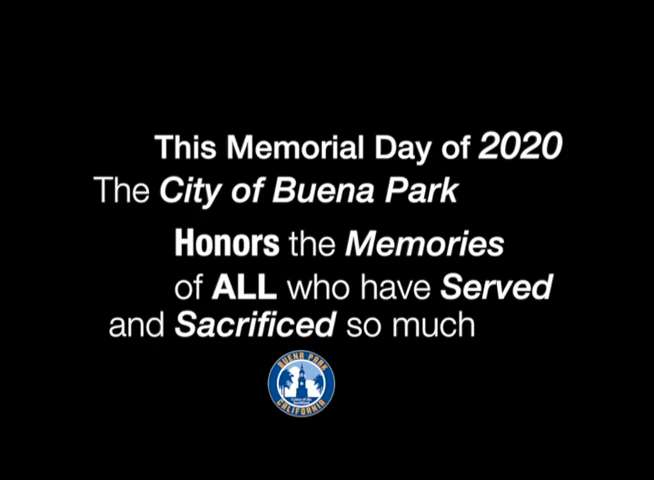 This Memorial Day of 2020
The City of Buena Park
Honors the Memories
of ALL who have Served
and Sacrificed so much
BUENA PARK
CALIFORNIA